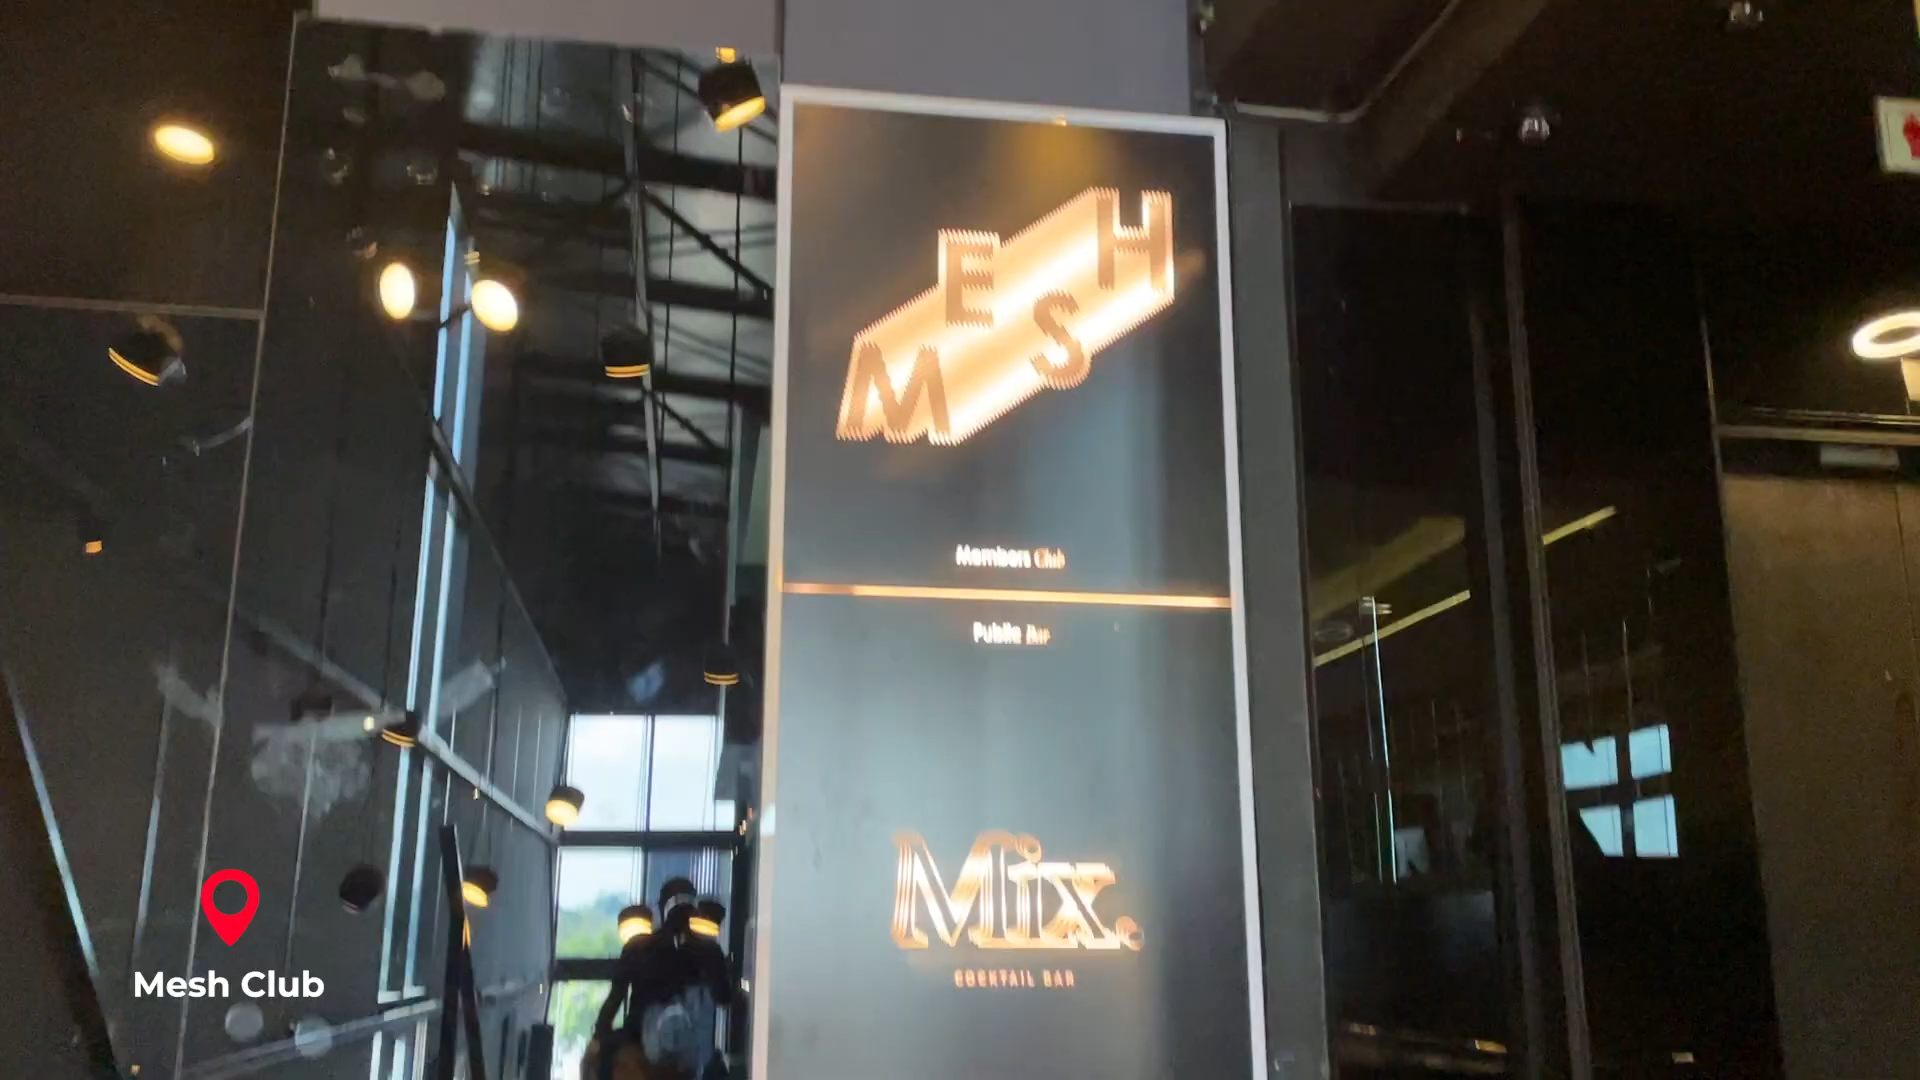 MESH
Members Club
Public Bar
Mix.
COCKTAIL BAR
Mesh Club